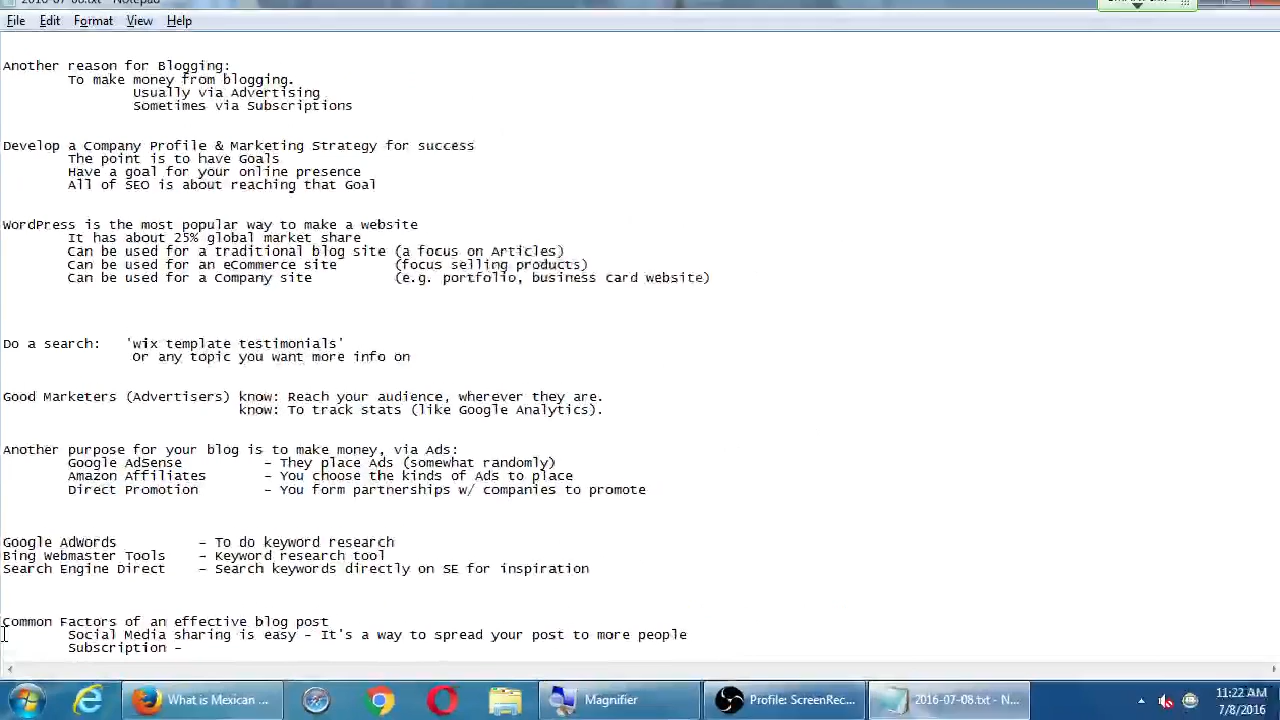 File Edit Format View Help
Another reason for Blogging:
To make money from blogging.
Usually via Advertising
Sometimes via Subscriptions
Develop a Company Profile & Marketing Strategy for success
The point is to have Goals
Have a goal for your online presence
All of SEO is about reaching that Goal
WordPress is the most popular way to make a website
It has about 25% global market share
Can be used for a traditional blog site (a focus on Articles)
Can be used for an eCommerce site (focus selling products)
Can be used for a Company site (e.g. portfolio, business card website)
Do a search: 'wix template testimonials'
Or any topic you want more info on
Good Marketers (Advertisers) know: Reach your audience, wherever they are.
know: To track stats (like Google Analytics).
Another purpose for your blog is to make money, via Ads:
Google AdSense - They place Ads (somewhat randomly)
Amazon Affiliates - You choose the kinds of Ads to place
Direct Promotion - You form partnerships w/ companies to promote
Google AdWords - To do keyword research
Bing Webmaster Tools - Keyword research tool
Search Engine Direct - Search keywords directly on SE for inspiration
Common Factors of an effective blog post
Social Media sharing is easy - It's a way to spread your post to more people
Subscription -
What is Mexican ... Magnifier Profile: ScreenRec... 2016-07-08.txt - N... 11:22 AM
7/8/2016